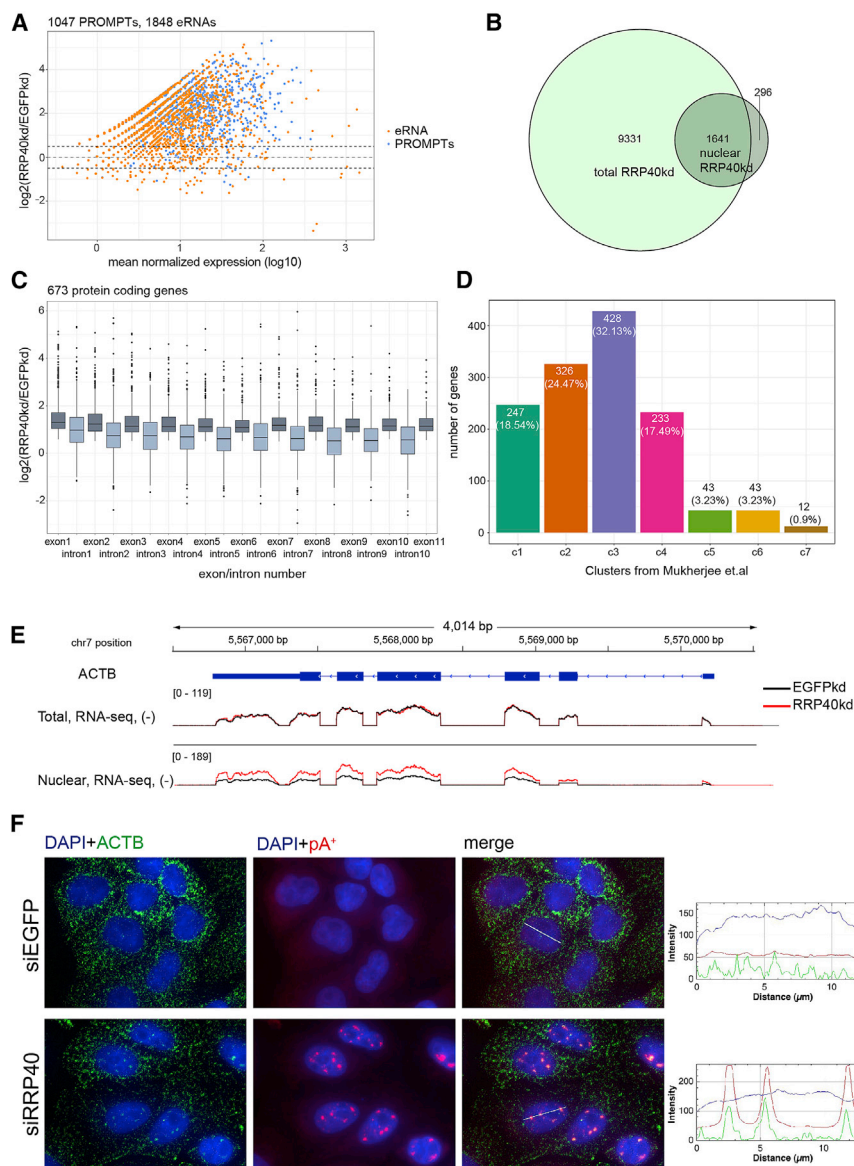 A
1047 PROMPTs, 1848 eRNAs
log2(RRP40kd/EGFPkd)
4
2
0
-2
0
1
2
3
mean normalized expression (log10)
eRNA
PROMPTs
B
296
9331
1641
nuclear
RRP40kd
total RRP40kd
C
673 protein coding genes
log2(RRP40kd/EGFPkd)
6
4
2
0
-2
exon1 exon2 exon3 exon4 exon5 exon6 exon7 exon8 exon9 exon10 exon11
intron1 intron2 intron3 intron4 intron5 intron6 intron7 intron8 intron9 intron10
exon/intron number
D
number of genes
400
300
200
100
0
247
(18.54%)
326
(24.47%)
428
(32.13%)
233
(17.49%)
43
(3.23%)
43
(3.23%)
12
(0.9%)
c1 c2 c3 c4 c5 c6 c7
Clusters from Mukherjee et.al
E
4,014 bp
chr7 position
5,567,000 bp 5,568,000 bp 5,569,000 bp 5,570,000 bp
ACTB
[0 - 119]
Total, RNA-seq, (-)
[0 - 189]
Nuclear, RNA-seq, (-)
EGFPkd
RRP40kd
F
DAPI+ACTB
DAPI+pA+
merge
siEGFP
Intensity
150
100
50
0
0 5 10
Distance (µm)
siRRP40
Intensity
200
100
0
0 5 10
Distance (µm)